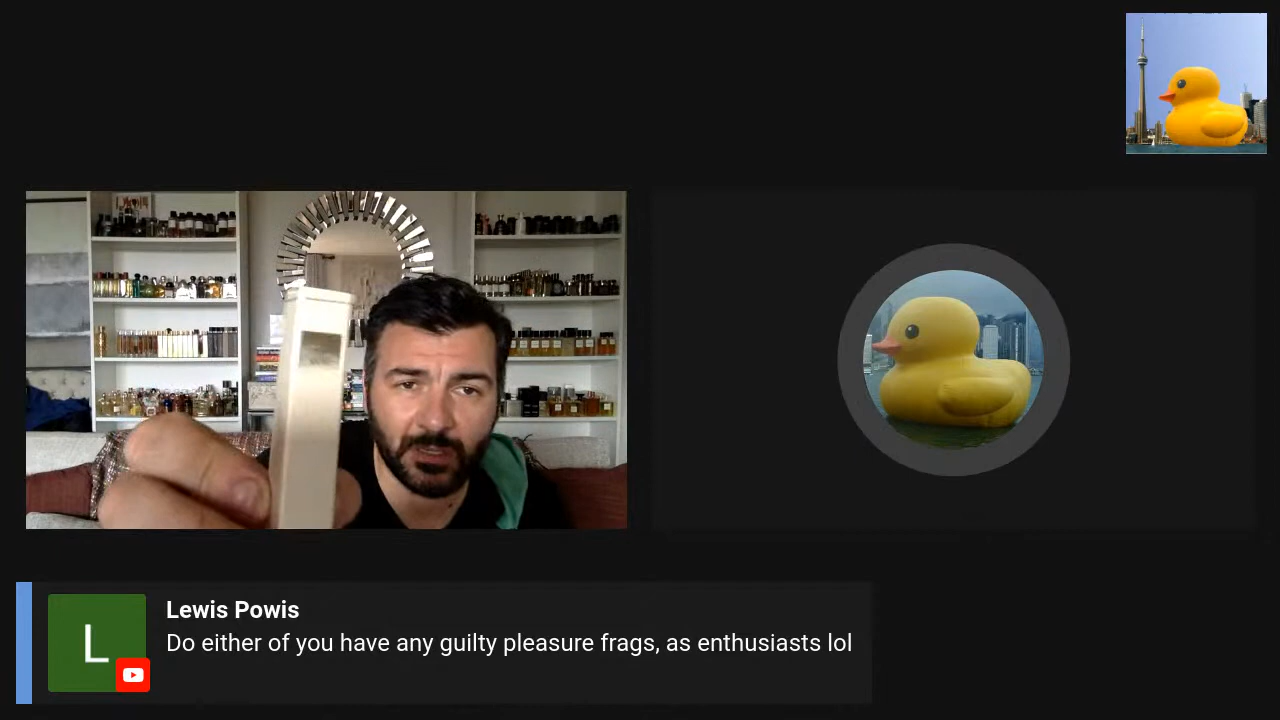 L
Lewis Powis
Do either of you have any guilty pleasure frags, as enthusiasts lol